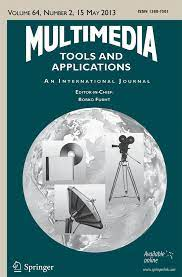 VOLUME 64, NUMBER 2, 15 MAY 2013
ISSN 1380-7501
MULTIMEDIA
TOOLS AND APPLICATIONS
AN INTERNATIONAL JOURNAL
EDITOR-IN-CHIEF:
BORKO FURHT
Available
online
Springer